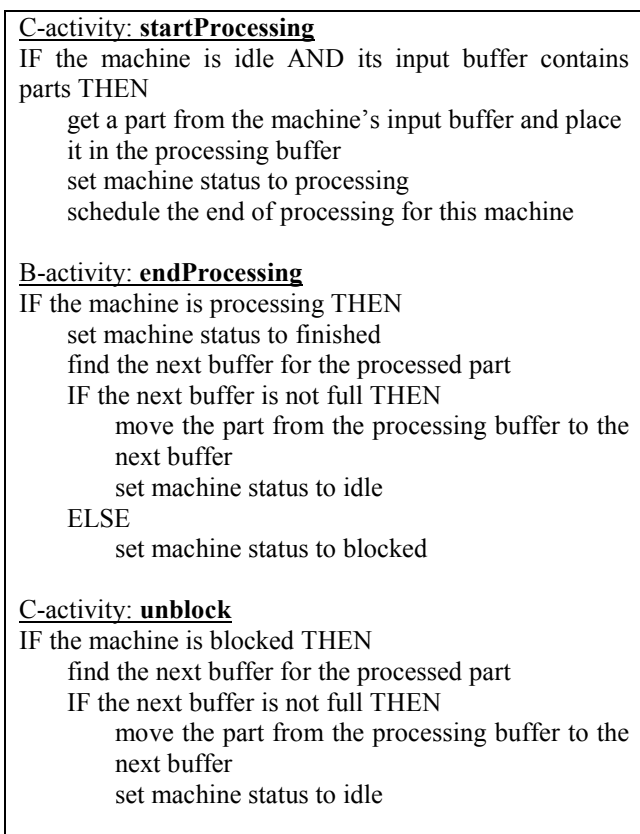 C-activity: startProcessing
IF the machine is idle AND its input buffer contains
parts THEN
get a part from the machine’s input buffer and place
it in the processing buffer
set machine status to processing
schedule the end of processing for this machine
B-activity: endProcessing
IF the machine is processing THEN
set machine status to finished
find the next buffer for the processed part
IF the next buffer is not full THEN
move the part from the processing buffer to the
next buffer
set machine status to idle
ELSE
set machine status to blocked
C-activity: unblock
IF the machine is blocked THEN
find the next buffer for the processed part
IF the next buffer is not full THEN
move the part from the processing buffer to the
next buffer
set machine status to idle